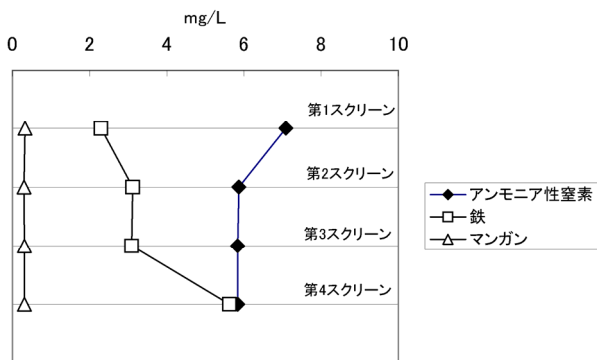 mg/L
0 2 4 6 8 10
第1スクリーン
第2スクリーン
第3スクリーン
第4スクリーン
アンモニア性窒素
鉄
マンガン